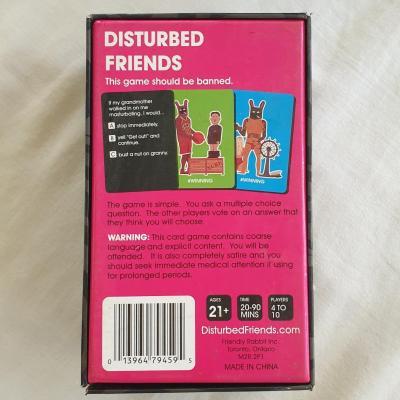 DISTURBED
FRIENDS
This game should be banned.
If my grandmother
walked in on me
masturbating, I would...
A stop immediately.
B yell "Get out!" and
continue.
C bust a nut on granny.
#WINNING
#WINNING
The game is simple. You ask a multiple choice
question. The other players vote on an answer that
they think you will choose.
WARNING: This card game contains coarse
language and explicit content. You will be
offended. It is also completely satire and you
should seek immediate medical attention if using
for prolonged periods.
AGES
21+
TIME
20-90
MINS
PLAYERS
4 TO
10
DisturbedFriends.com
Friendly Rabbit Inc.
Toronto, Ontario
M2R 2P1
MADE IN CHINA
0 13964 79459 5